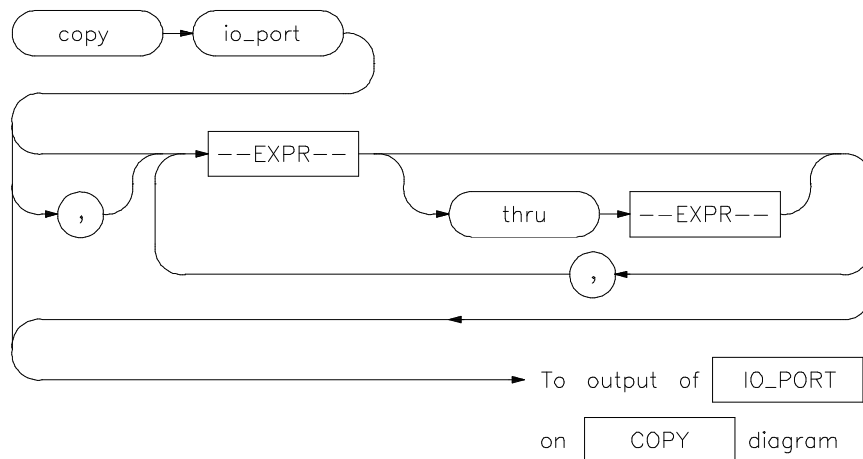 copy io_port
--EXPR--
, thru --EXPR--
,
To output of IO_PORT
on COPY diagram